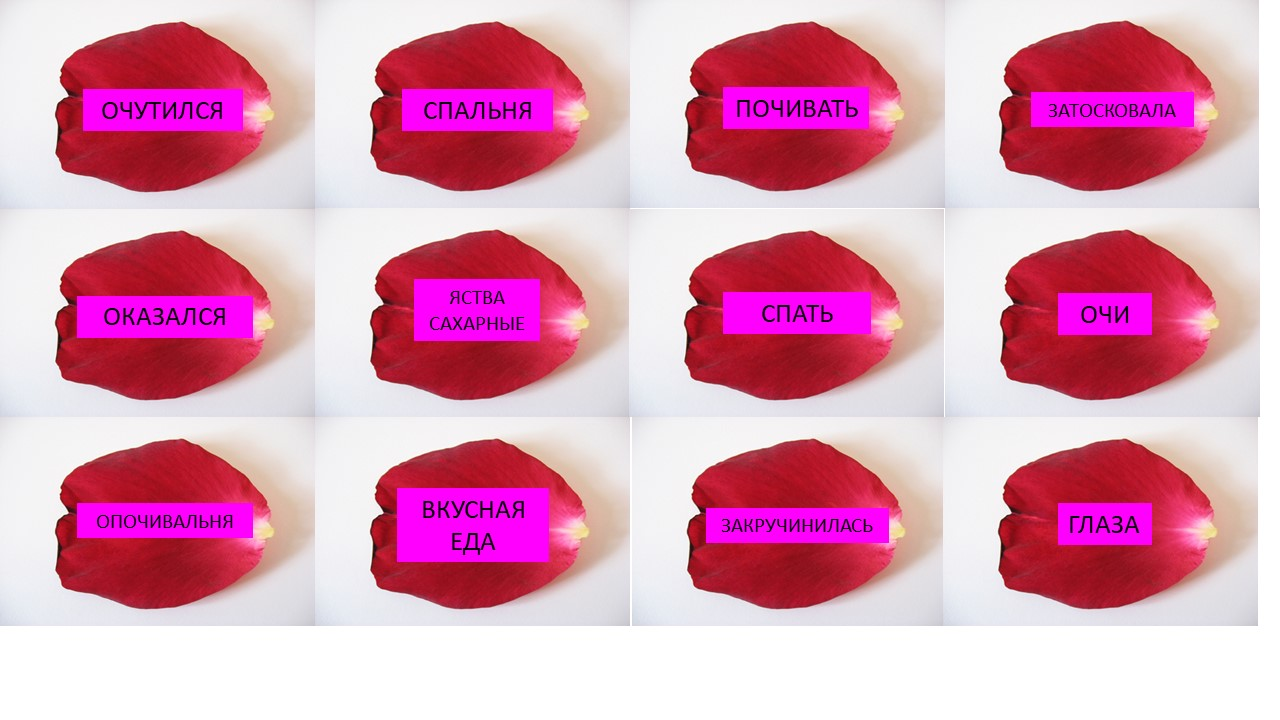 ОЧУТИЛСЯ
СПАЛЬНЯ
ПОЧИВАТЬ
ЗАТОСКОВАЛА
ОКАЗАЛСЯ
ЯСТВА
САХАРНЫЕ
СПАТЬ
ОЧИ
ОПОЧИВАЛЬНЯ
ВКУСНАЯ
ЕДА
ЗАКРУЧИНИЛАСЬ
ГЛАЗА